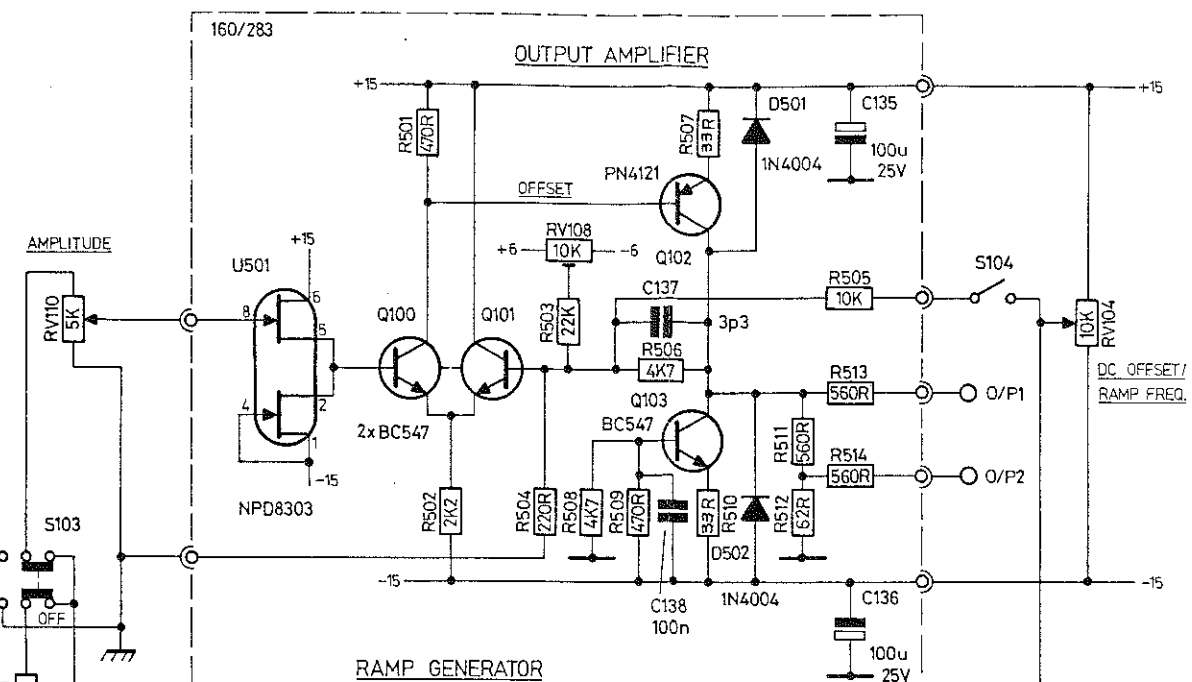 160/283
OUTPUT AMPLIFIER
+15
+15
R501
470R
R507
33R
D501
1N4004
C135
100u
25V
PN4121
OFFSET
RV108
+6
10K
-6
Q102
AMPLITUDE
RV110
5K
U501
+15
8
6
5
4
2
1
-15
NPD8303
Q100
Q101
2xBC547
R503
22K
C137
3p3
R506
4K7
R505
10K
S104
10K
RV104
DC OFFSET/
RAMP FREQ.
Q103
BC547
R513
560R
O/P1
R511
560R
R514
560R
O/P2
R502
2K2
R504
220R
R508
4K7
R509
470R
33R
R510
R512
62R
D502
1N4004
S103
OFF
-15
-15
C138
100n
C136
100u
25V
RAMP GENERATOR